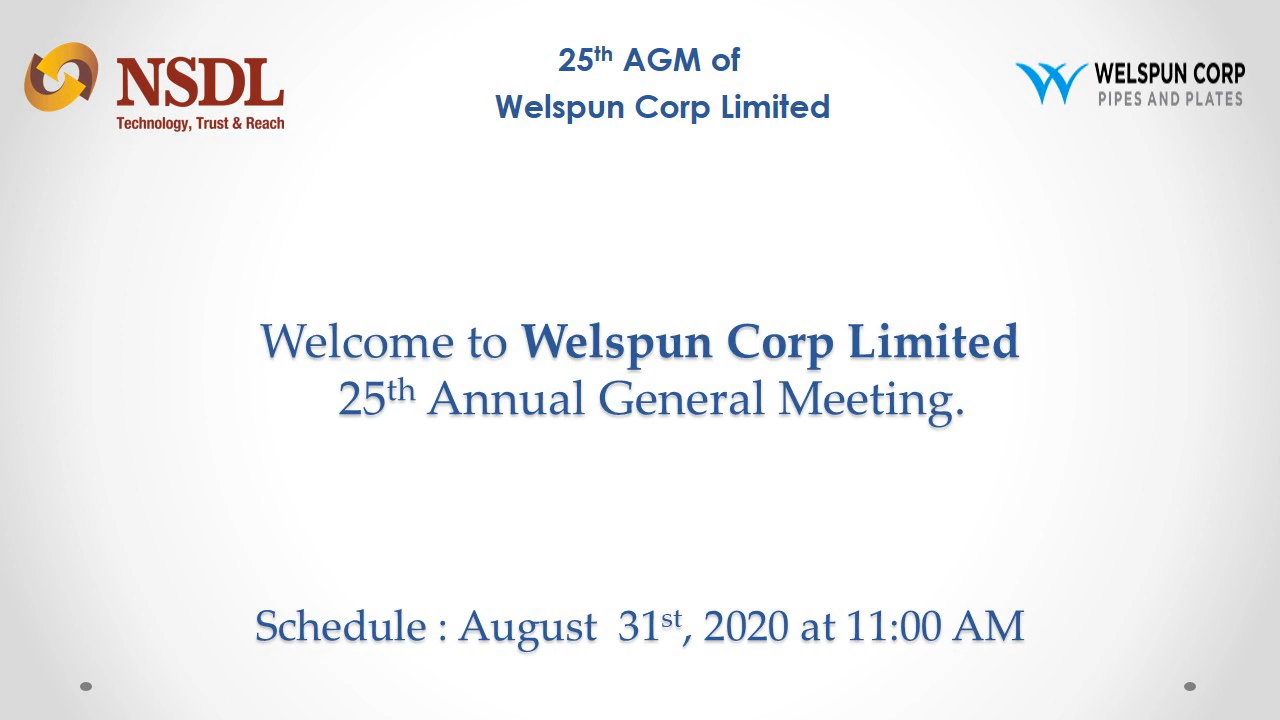 NSDL
Technology, Trust & Reach
25th AGM of
Welspun Corp Limited
WELSPUN CORP
PIPES AND PLATES
Welcome to Welspun Corp Limited
25th Annual General Meeting.
Schedule : August  31st, 2020 at 11:00 AM